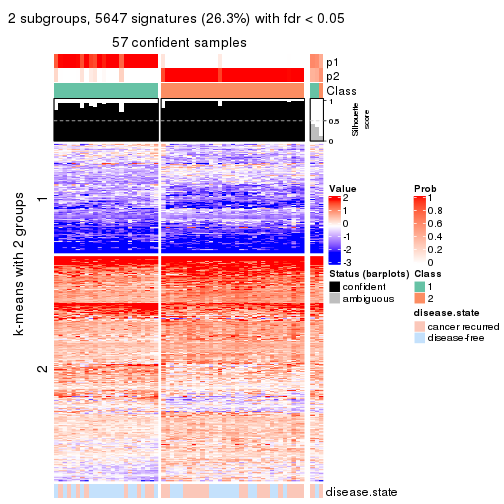 2 subgroups, 5647 signatures (26.3%) with fdr < 0.05
57 confident samples
p1
p2
Class
1
0.5
0
Silhouette
score
k-means with 2 groups
1
2
Value
2
1
0
-1
-2
-3
Prob
1
0.8
0.6
0.4
0.2
0
Status (barplots)
confident
ambiguous
Class
1
2
disease.state
cancer recurred
disease-free
disease.state